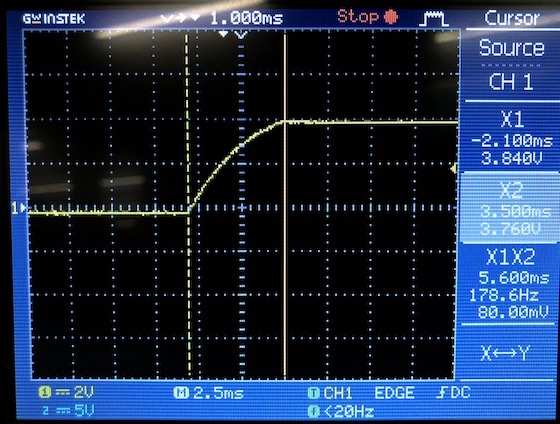 GWINSTEK 1.000ms Stop Cursor
Source
CH 1
X1
-2.100ms
3.840V
X2
3.500ms
3.760V
X1X2
5.600ms
178.6Hz
80.00mV
X↔Y
1
1 2V M 2.5ms T CH1 EDGE DC
2 5V F <20Hz